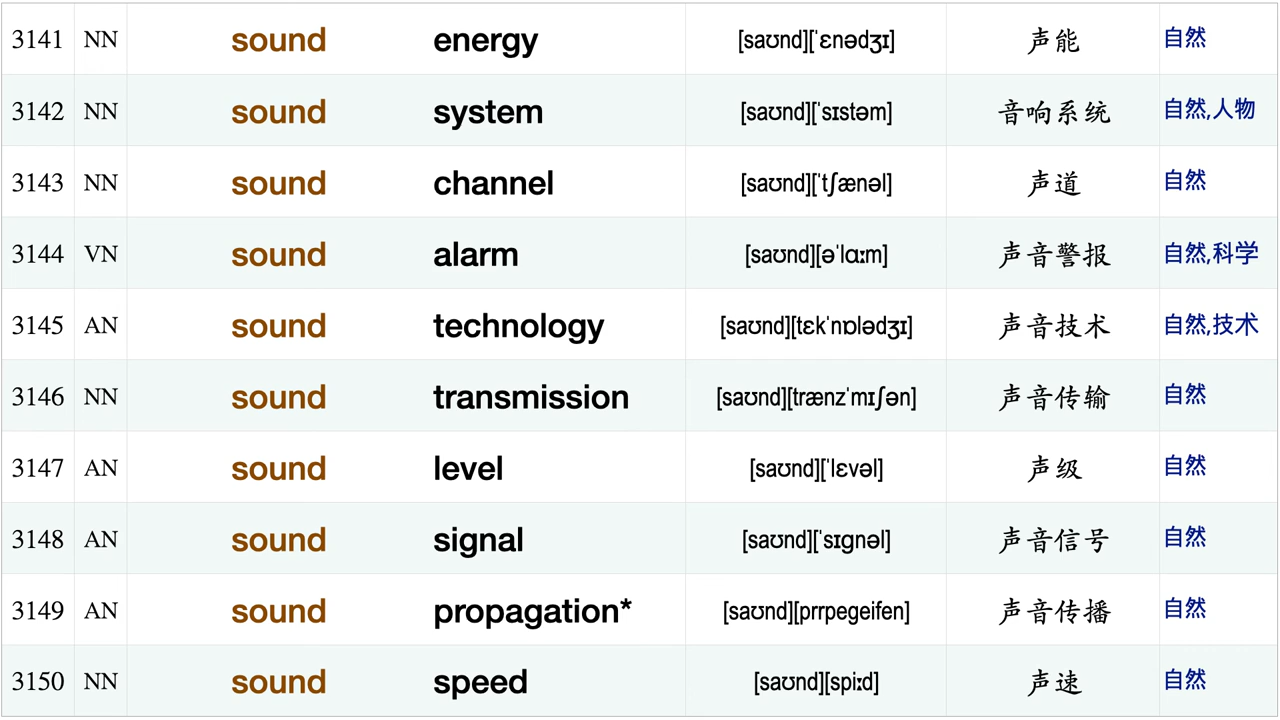 3141 NN sound energy [saʊnd][ˈɛnədʒɪ] 声能 自然
3142 NN sound system [saʊnd][ˈsɪstəm] 音响系统 自然,人物
3143 NN sound channel [saʊnd][ˈtʃænəl] 声道 自然
3144 VN sound alarm [saʊnd][əˈlɑːm] 声音警报 自然,科学
3145 AN sound technology [saʊnd][tɛkˈnɒlədʒɪ] 声音技术 自然,技术
3146 NN sound transmission [saʊnd][trænzˈmɪʃən] 声音传输 自然
3147 AN sound level [saʊnd][ˈlɛvəl] 声级 自然
3148 AN sound signal [saʊnd][ˈsɪgnəl] 声音信号 自然
3149 AN sound propagation* [saʊnd][prrpegeifen] 声音传播 自然
3150 NN sound speed [saʊnd][spiːd] 声速 自然